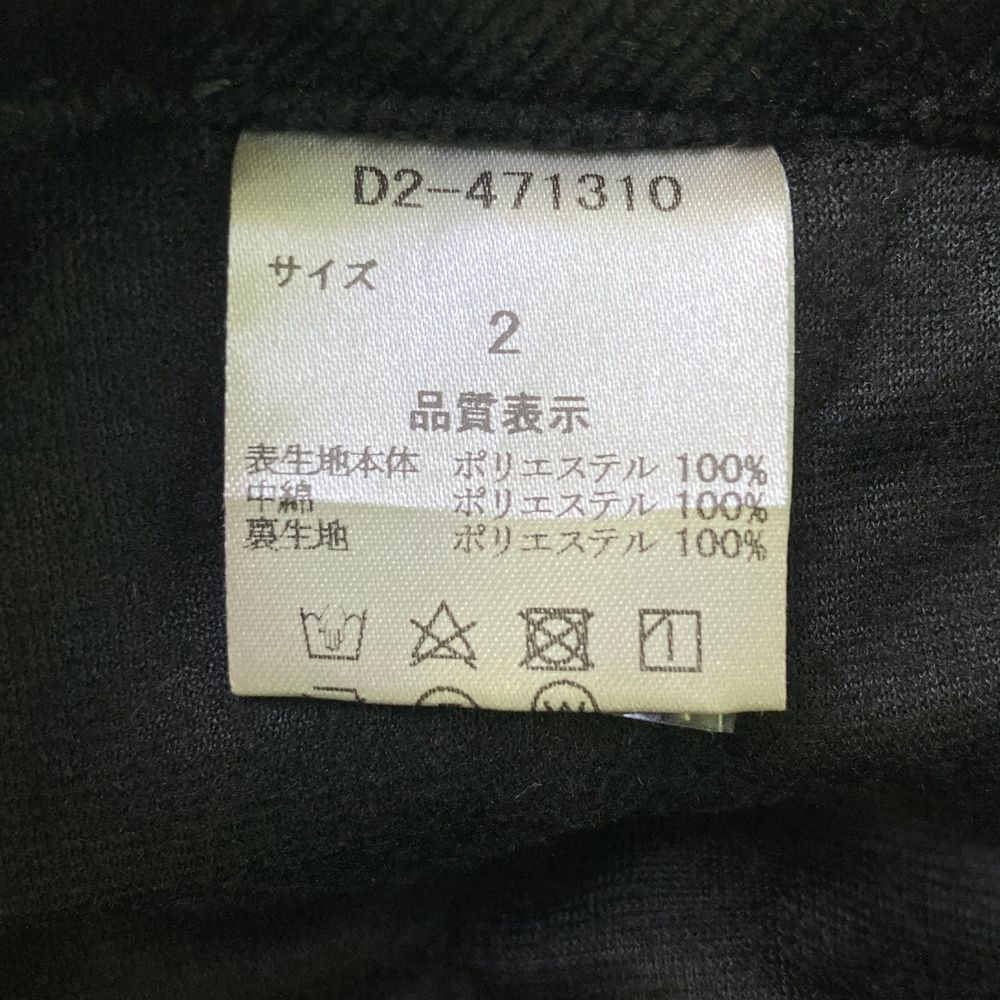 D2-471310
サイズ
2
品質表示
表生地本体 ポリエステル 100%
中綿 ポリエステル 100%
裏生地 ポリエステル 100%